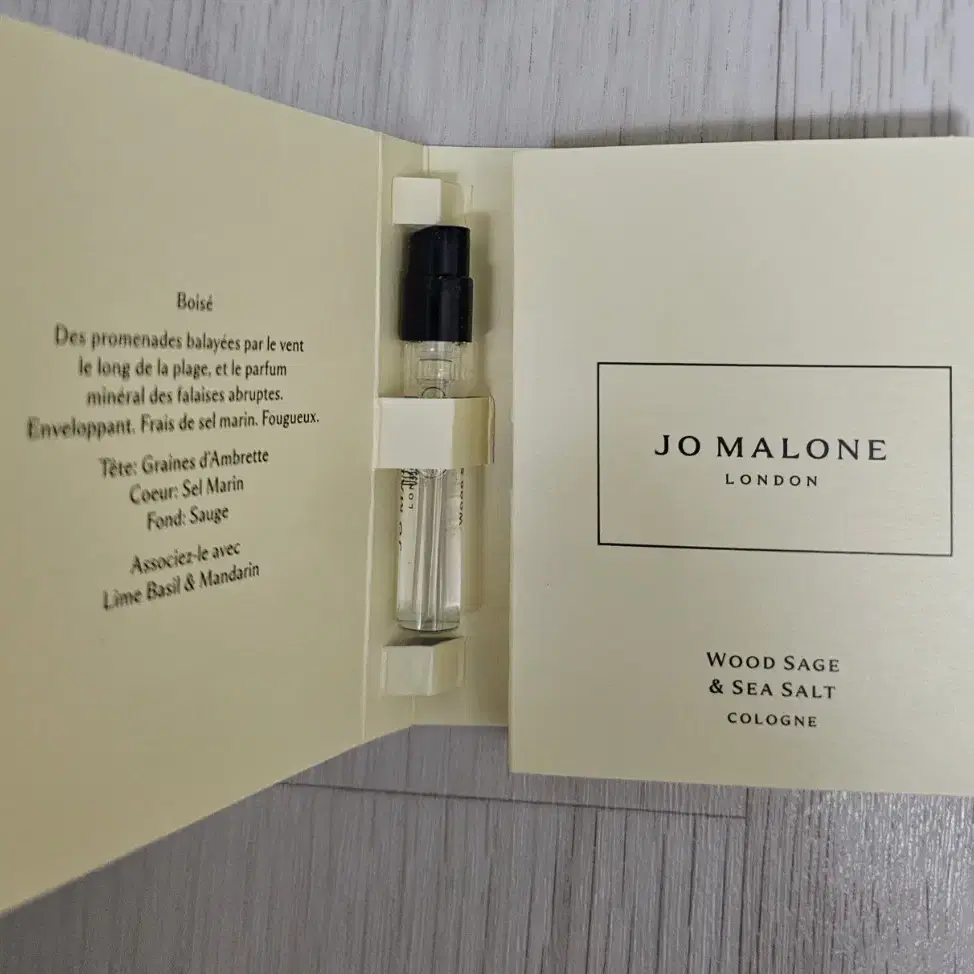 Boisé
Des promenades balayées par le vent
le long de la plage, et le parfum
minéral des falaises abruptes.
Enveloppant. Frais de sel marin. Fougueux.
Tête: Graines d'Ambrette
Coeur: Sel Marin
Fond: Sauge
Associez-le avec
Lime Basil & Mandarin
JO MALONE
LONDON
WOOD SAGE
& SEA SALT
COLOGNE